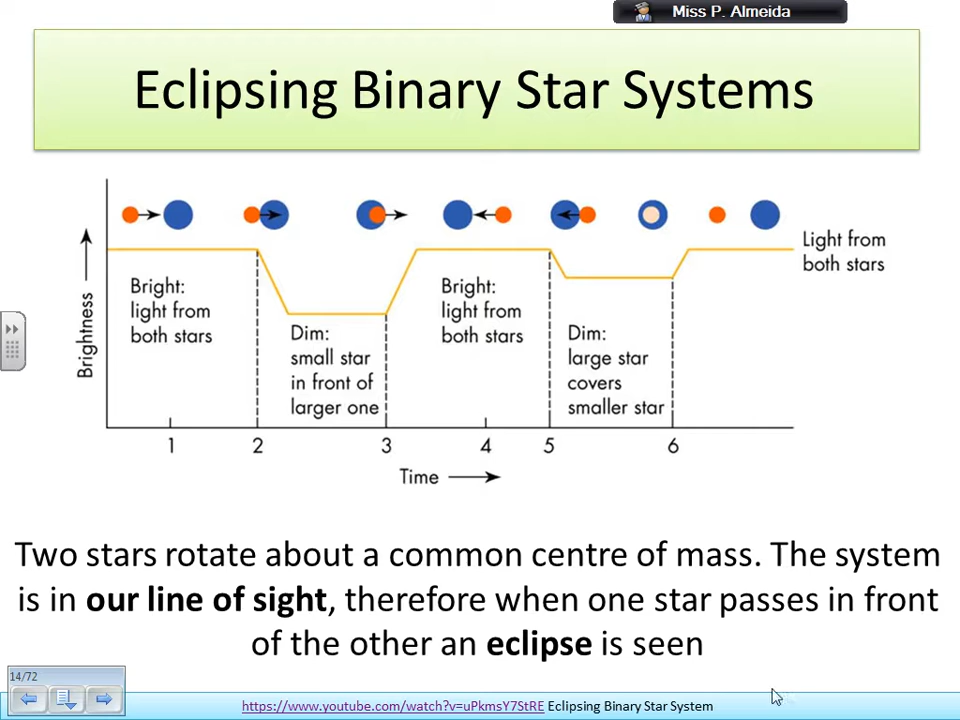 Miss P. Almeida
Eclipsing Binary Star Systems
Light from
both stars
Brightness
Bright:
light from
both stars
Dim:
small star
in front of
larger one
Bright:
light from
both stars
Dim:
large star
covers
smaller star
1 2 3 4 5 6
Time
Two stars rotate about a common centre of mass. The system
is in our line of sight, therefore when one star passes in front
of the other an eclipse is seen
14/72
https://www.youtube.com/watch?v=uPkmsY7StRE Eclipsing Binary Star System